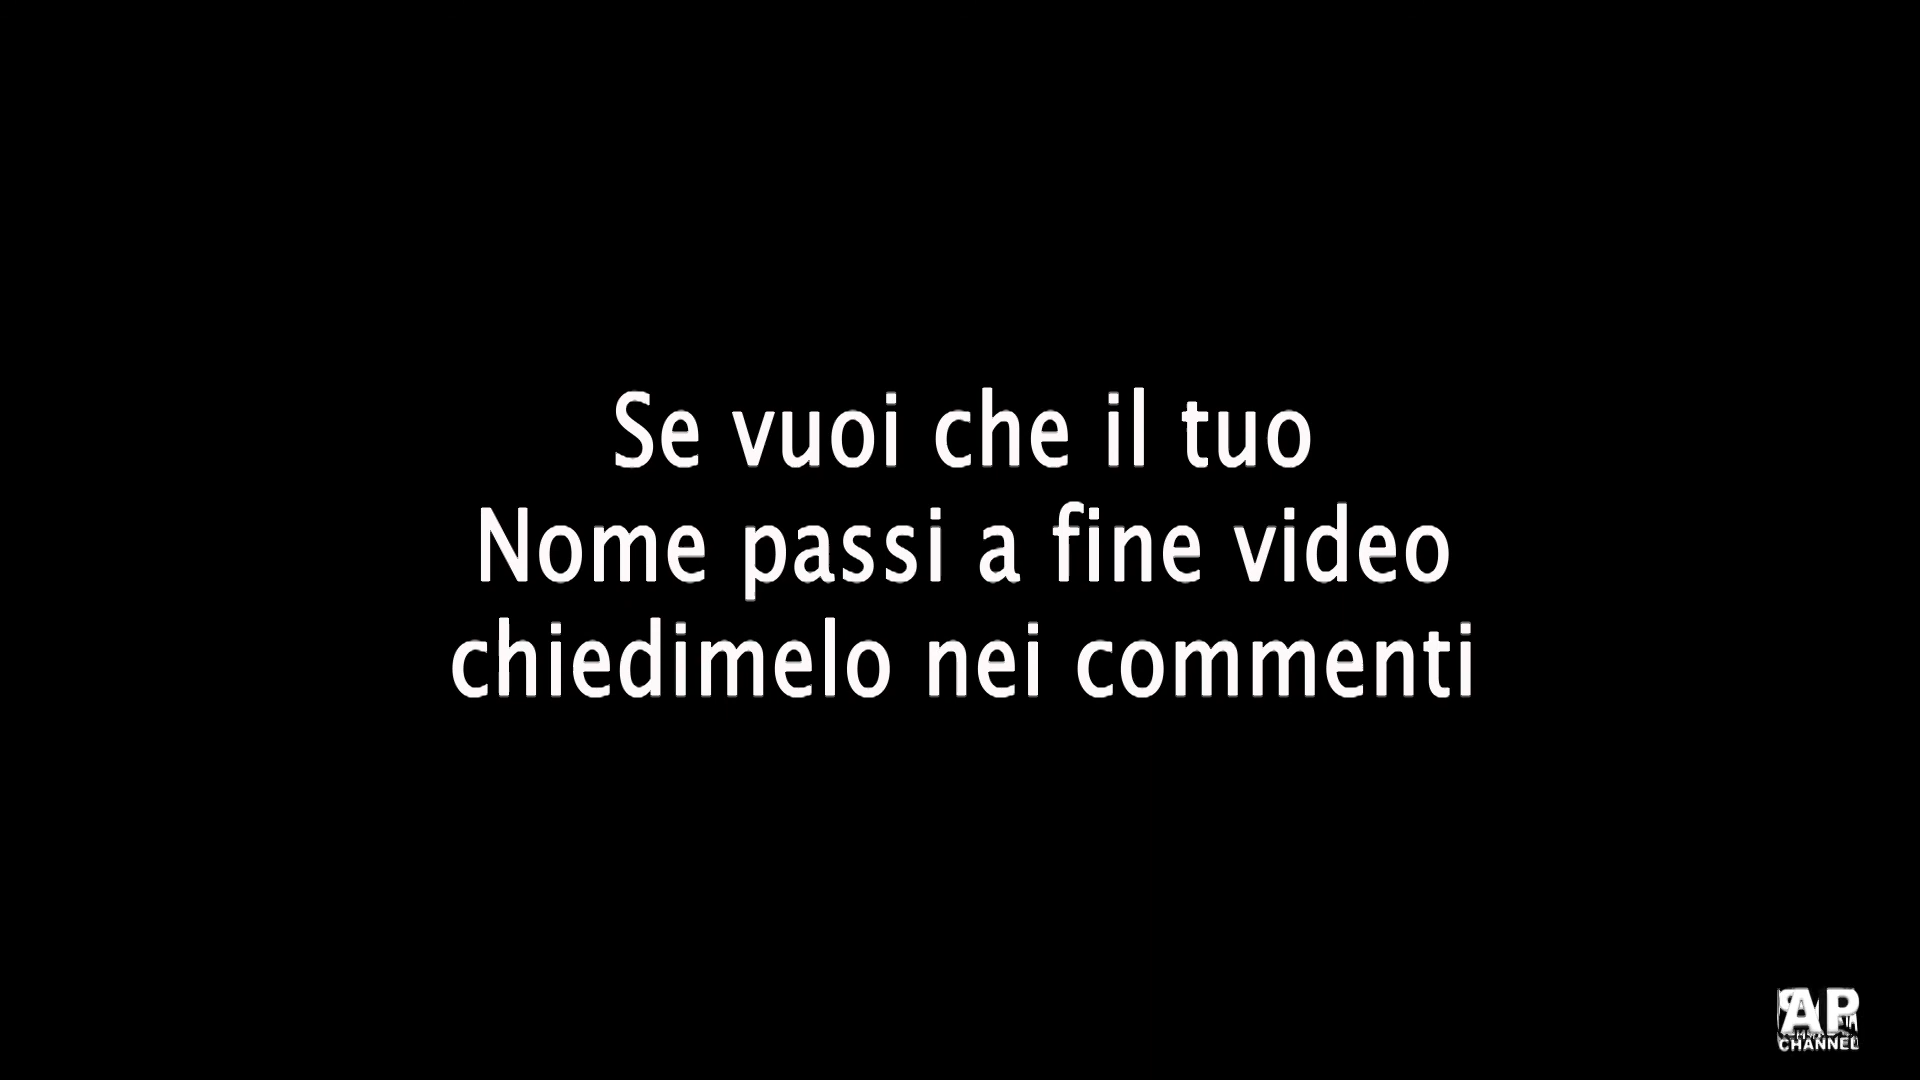 Se vuoi che il tuo
Nome passi a fine video
chiedimelo nei commenti
AP
CHANNEL